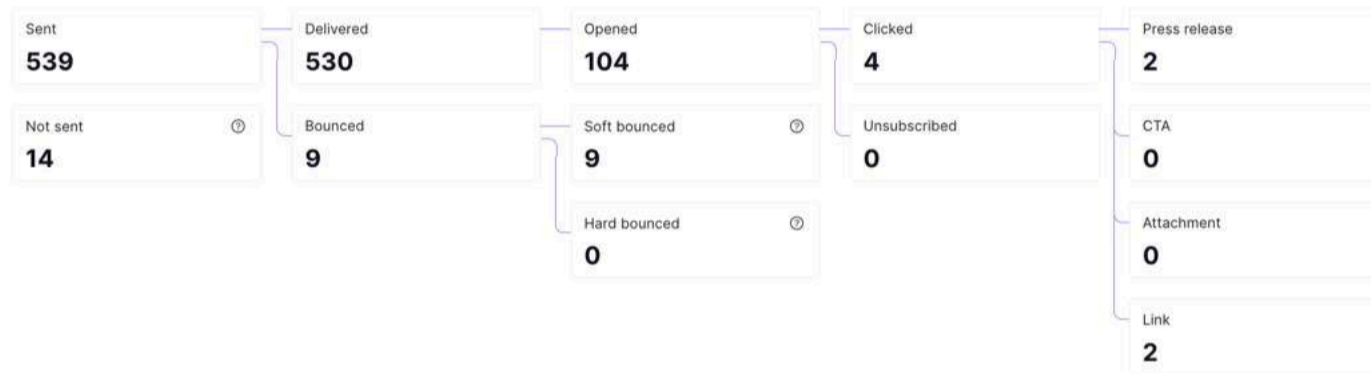 Sent
539
Delivered
530
Opened
104
Clicked
4
Press release
2
Not sent
14
Bounced
9
Soft bounced
9
Unsubscribed
0
CTA
0
Hard bounced
0
Attachment
0
Link
2